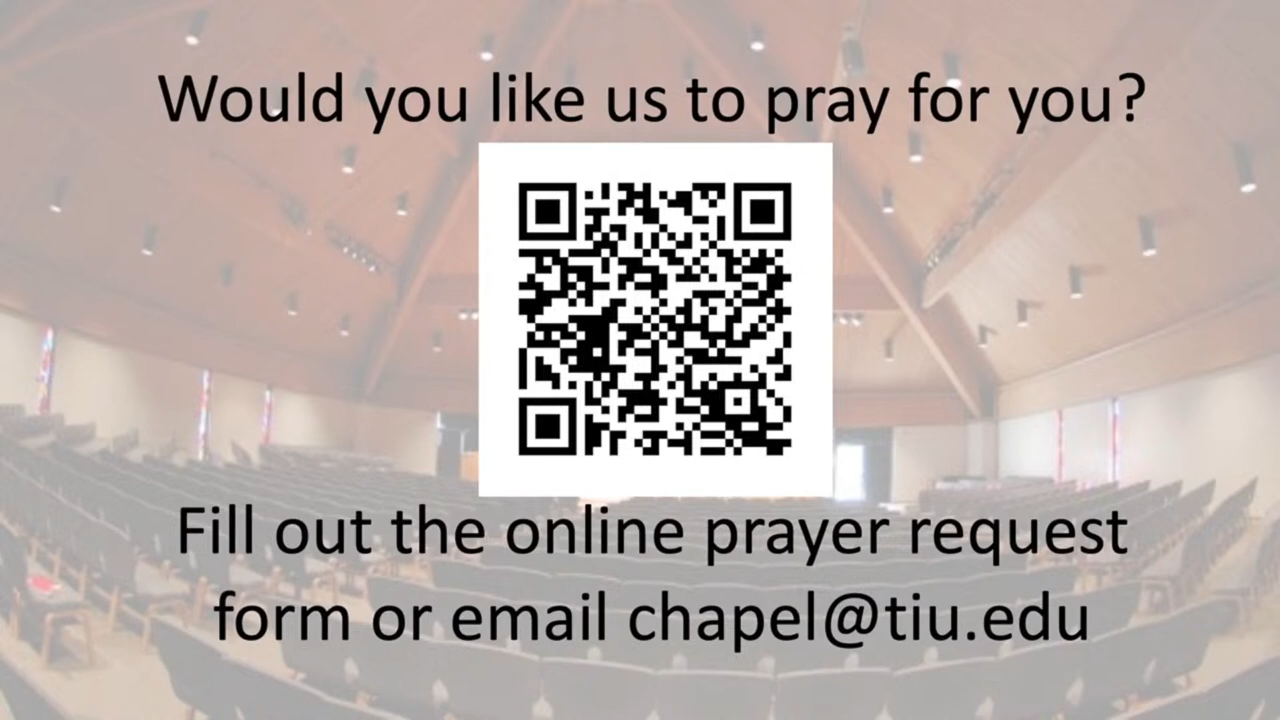 Would you like us to pray for you?
Fill out the online prayer request
form or email chapel@tiu.edu